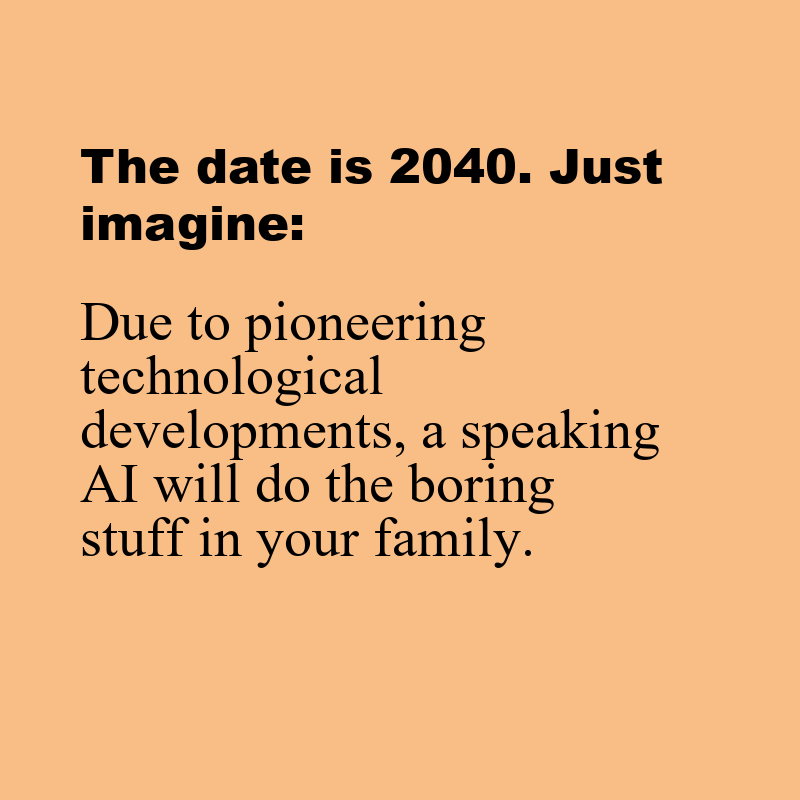 The date is 2040. Just
imagine:
Due to pioneering
technological
developments, a speaking
AI will do the boring
stuff in your family.